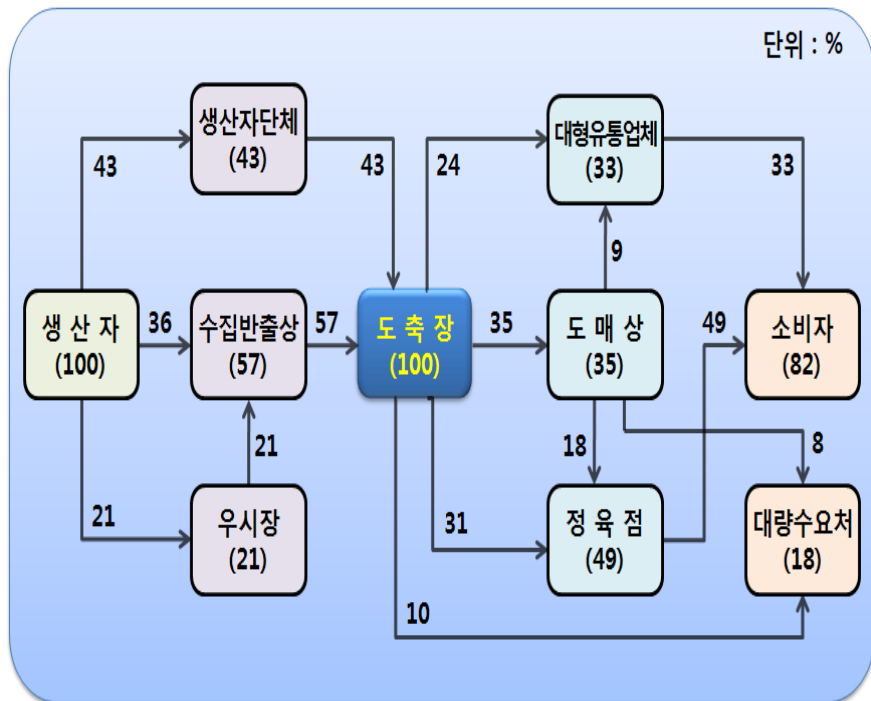 단위 : %
생산자단체
(43)
대형유통업체
(33)
43
43
24
33
9
생 산 자
(100)
36
수집반출상
(57)
57
도 축 장
(100)
35
도 매 상
(35)
49
소비자
(82)
21
18
8
21
우시장
(21)
31
정 육 점
(49)
대량수요처
(18)
10